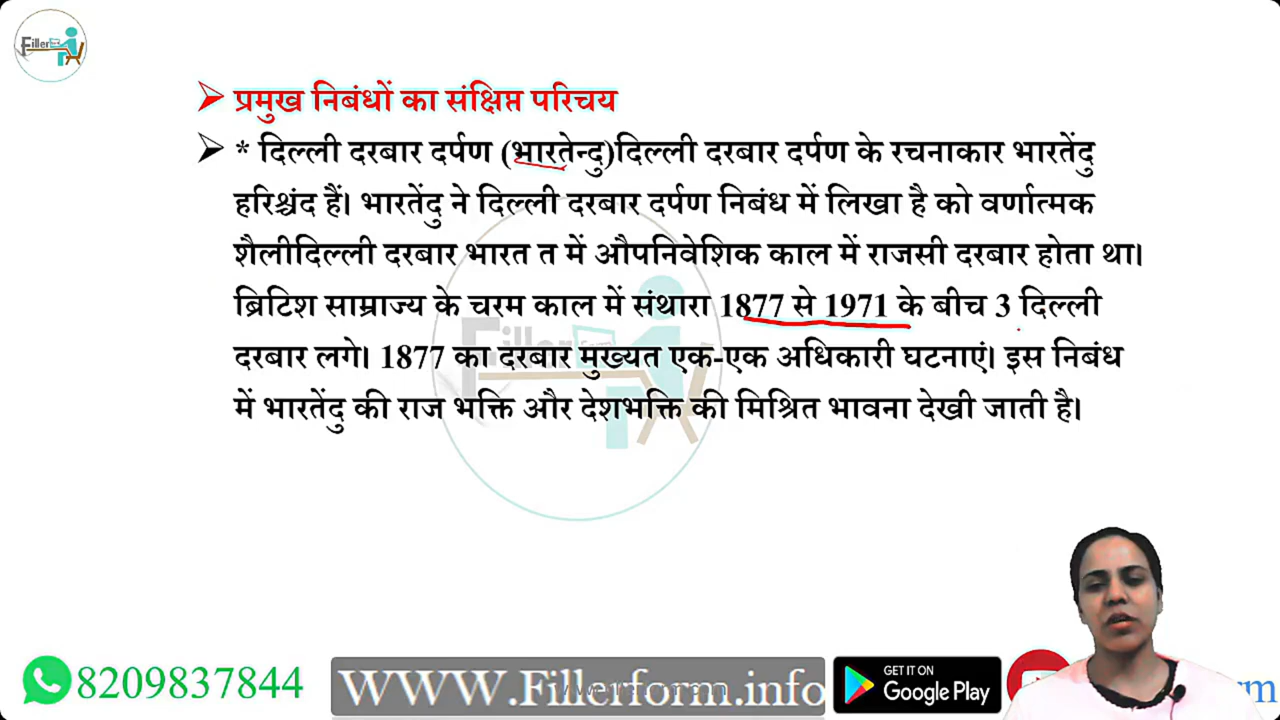 Filler
प्रमुख निबंधों का संक्षिप्त परिचय
* दिल्ली दरबार दर्पण (भारतेन्दु)दिल्ली दरबार दर्पण के रचनाकार भारतेंदु
हरिश्चंद हैं। भारतेंदु ने दिल्ली दरबार दर्पण निबंध में लिखा है को वर्णात्मक
शैलीदिल्ली दरबार भारत त में औपनिवेशिक काल में राजसी दरबार होता था।
ब्रिटिश साम्राज्य के चरम काल में संथारा 1877 से 1971 के बीच 3 दिल्ली
दरबार लगे। 1877 का दरबार मुख्यत एक-एक अधिकारी घटनाएं। इस निबंध
में भारतेंदु की राज भक्ति और देशभक्ति की मिश्रित भावना देखी जाती है।
8209837844 WWW.Fillerform.info GET IT ON Google Play